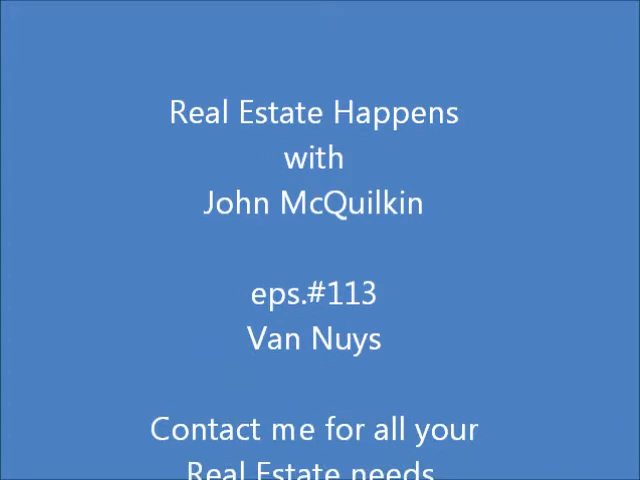 Real Estate Happens
with
John McQuilkin
eps.#113
Van Nuys
Contact me for all your
Real Estate needs